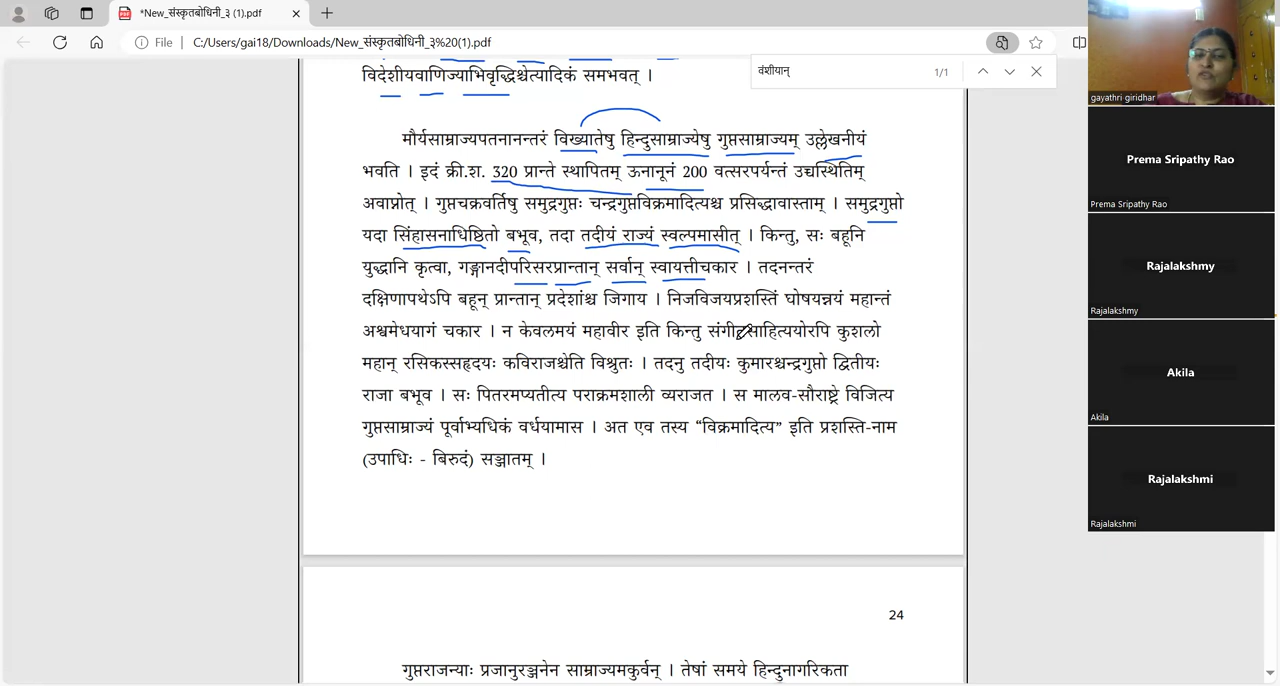 *New_संस्कृतबोधिनी_३ (1).pdf
File
C:/Users/gai18/Downloads/New_संस्कृतबोधिनी_३%20(1).pdf
वंशीयान्
1/1
विदेशीयवाणिज्याभिवृद्धिश्चेत्यादिकं समभवत् ।
मौर्यसाम्राज्यपतनानन्तरं विख्यातेषु हिन्दुसाम्राज्येषु गुप्तसाम्राज्यम् उल्लेखनीयं
भवति । इदं क्री.श. 320 प्रान्ते स्थापितम् ऊनानूनं 200 वत्सरपर्यन्तं उच्चस्थितिम्
अवाप्नोत् । गुप्तचक्रवर्तिषु समुद्रगुप्तः चन्द्रगुप्तविक्रमादित्यश्च प्रसिद्धावास्ताम् । समुद्रगुप्तो
यदा सिंहासनाधिष्ठितो बभूव, तदा तदीयं राज्यं स्वल्पमासीत् । किन्तु, सः बहूनि
युद्धानि कृत्वा, गङ्गानदीपरिसरप्रान्तान् सर्वान् स्वायत्तीचकार । तदनन्तरं
दक्षिणापथेऽपि बहून् प्रान्तान् प्रदेशांश्च जिगाय । निजविजयप्रशस्तिं घोषयन्नयं महान्तं
अश्वमेधयागं चकार । न केवलमयं महावीर इति किन्तु संगीतसाहित्ययोरपि कुशलो
महान् रसिकस्सहृदयः कविराजश्चेति विश्रुतः । तदनु तदीयः कुमारश्चन्द्रगुप्तो द्वितीयः
राजा बभूव । सः पितरमप्यतीत्य पराक्रमशाली व्यराजत । स मालव-सौराष्ट्रे विजित्य
गुप्तसाम्राज्यं पूर्वाभ्यधिकं वर्धयामास । अत एव तस्य “विक्रमादित्य” इति प्रशस्ति-नाम
(उपाधिः - बिरुदं) सञ्जातम् ।
24
गुप्तराजन्याः प्रजानुरञ्जनेन साम्राज्यमकुर्वन् । तेषां समये हिन्दुनागरिकता
gayathri giridhar
Prema Sripathy Rao
Prema Sripathy Rao
Rajalakshmy
Rajalakshmy
Akila
Akila
Rajalakshmi
Rajalakshmi